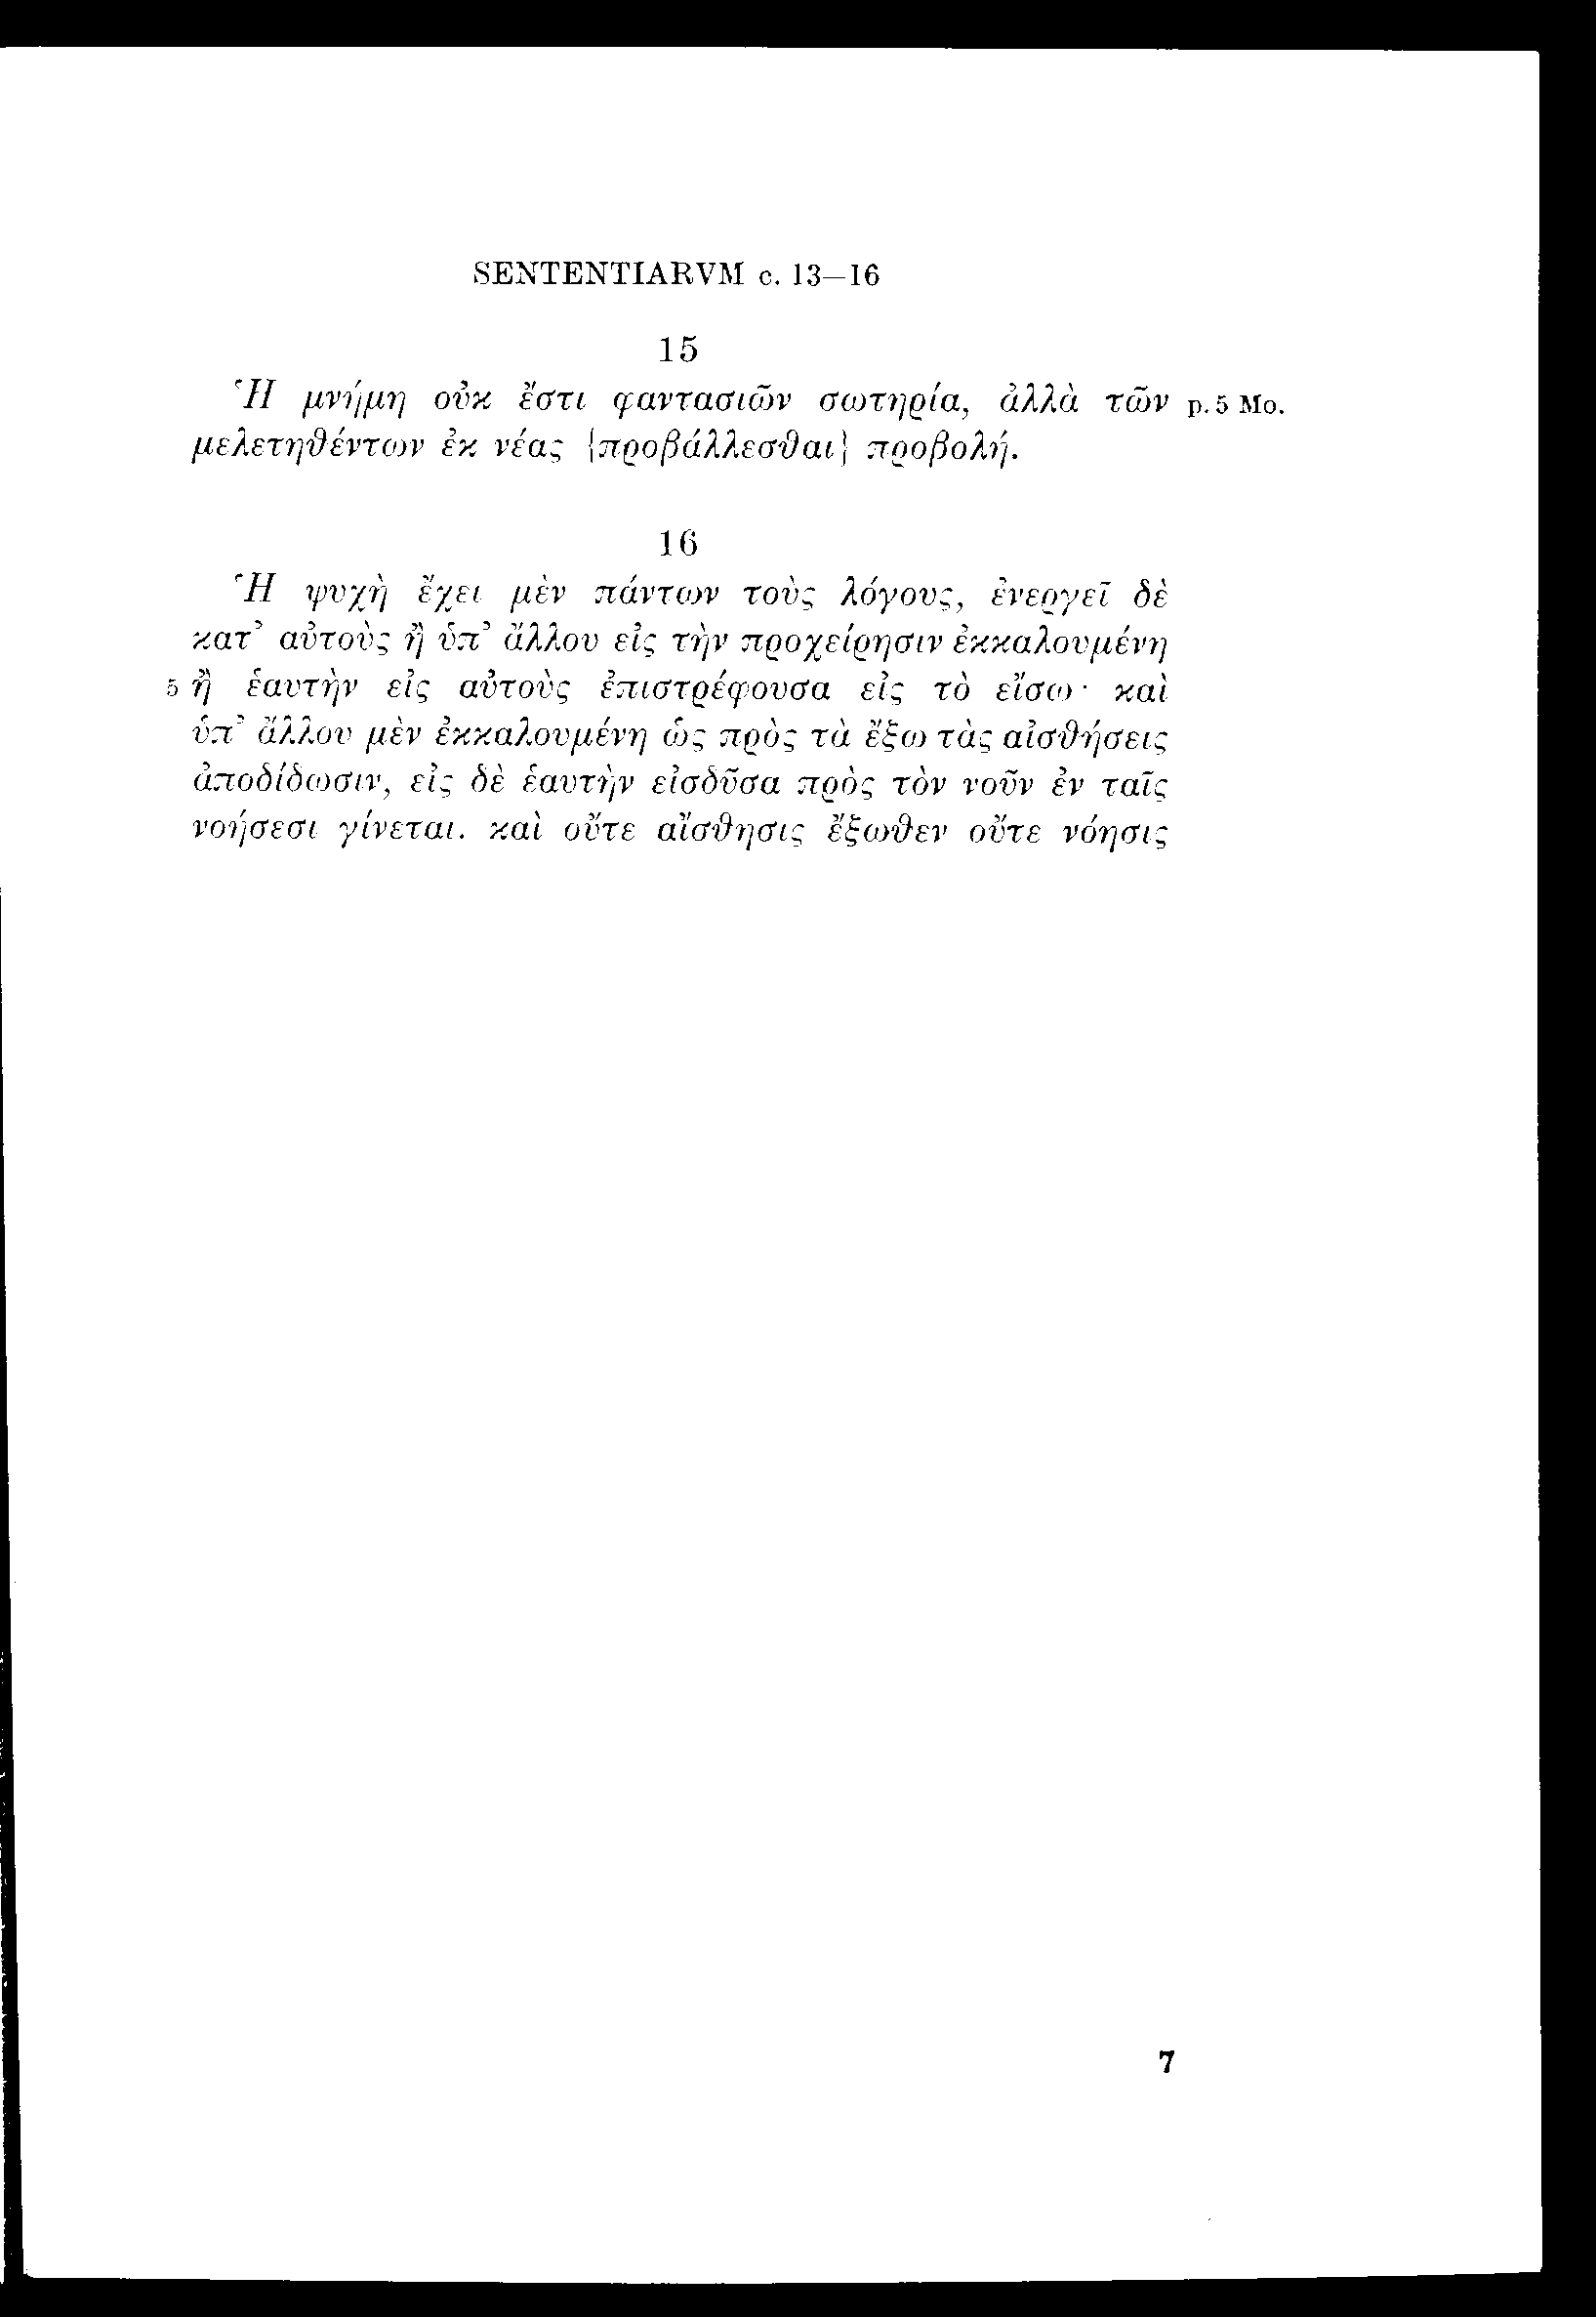 SENTENTIARVM c. 13—16
15
Ἡ μνήμη οὐκ ἔστι φαντασιῶν σωτηρία, ἀλλὰ τῶν p. 5 Mo.
μελετηθέντων ἐκ νέας {προβάλλεσθαι} προβολή.
16
Ἡ ψυχὴ ἔχει μὲν πάντων τοὺς λόγους, ἐνεργεῖ δὲ
κατ’ αὐτοὺς ἢ ὑπ’ ἄλλου εἰς τὴν προχείρησιν ἐκκαλουμένη
5 ἢ ἑαυτὴν εἰς αὐτοὺς ἐπιστρέφουσα εἰς τὸ εἴσω· καὶ
ὑπ’ ἄλλου μὲν ἐκκαλουμένη ὡς πρὸς τὰ ἔξω τὰς αἰσθήσεις
ἀποδίδωσιν, εἰς δὲ ἑαυτὴν εἰσδῦσα πρὸς τὸν νοῦν ἐν ταῖς
νοήσεσι γίνεται. καὶ οὔτε αἴσθησις ἔξωθεν οὔτε νόησις
7